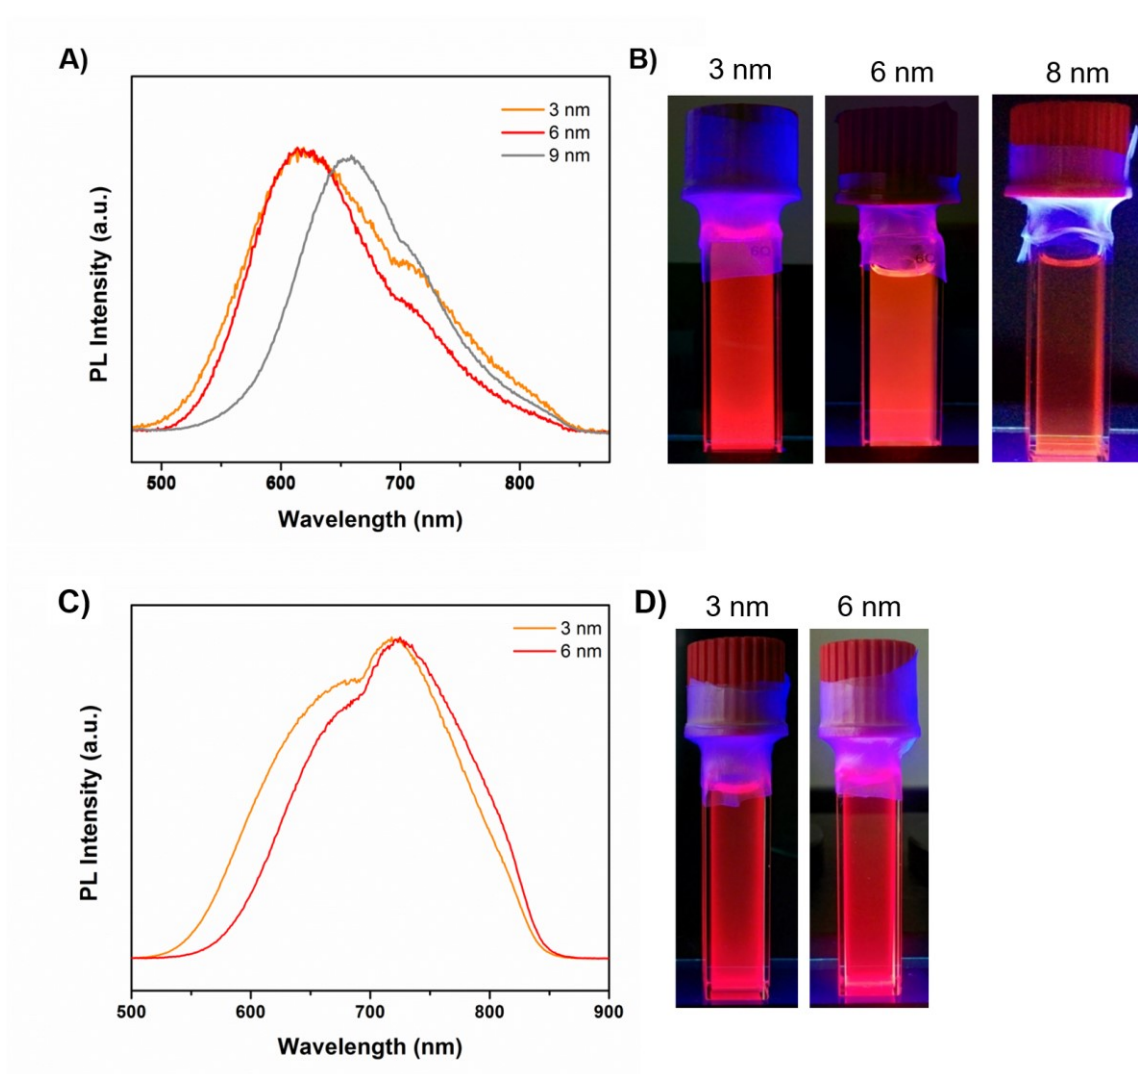 A)
3 nm
6 nm
9 nm
PL Intensity (a.u.)
500 600 700 800
Wavelength (nm)
B)
3 nm 6 nm 8 nm
C)
3 nm
6 nm
PL Intensity (a.u.)
500 600 700 800 900
Wavelength (nm)
D)
3 nm 6 nm